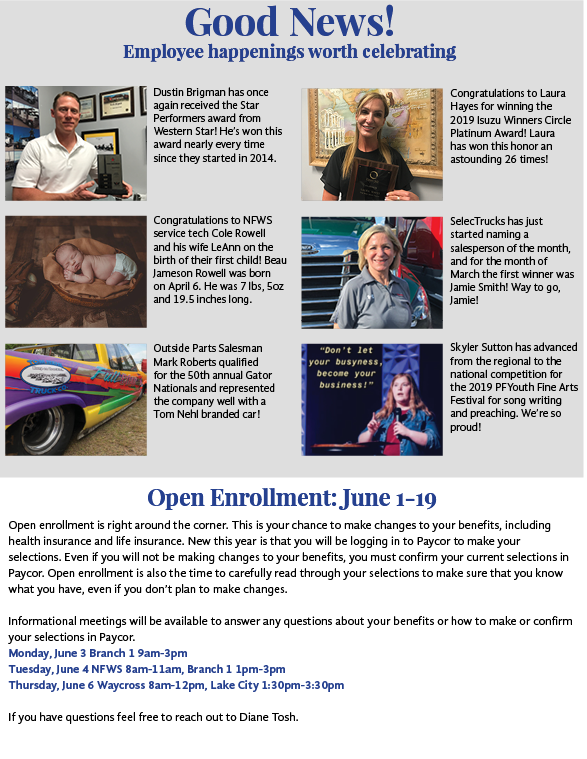 Good News!
Employee happenings worth celebrating
Dustin Brigman has once
again received the Star
Performers award from
Western Star! He's won this
award nearly every time
since they started in 2014.
Congratulations to Laura
Hayes for winning the
2019 Isuzu Winners Circle
Platinum Award! Laura
has won this honor an
astounding 26 times!
Congratulations to NFWS
service tech Cole Rowell
and his wife LeAnn on the
birth of their first child! Beau
Jameson Rowell was born
on April 6. He was 7 lbs, 5oz
and 19.5 inches long.
SelecTrucks has just
started naming a
salesperson of the month,
and for the month of
March the first winner was
Jamie Smith! Way to go,
Jamie!
Outside Parts Salesman
Mark Roberts qualified
for the 50th annual Gator
Nationals and represented
the company well with a
Tom Nehl branded car!
"Don't let
your busyness,
become your
business!"
Skyler Sutton has advanced
from the regional to the
national competition for
the 2019 PFYouth Fine Arts
Festival for song writing
and preaching. We're so
proud!
Open Enrollment: June 1-19
Open enrollment is right around the corner. This is your chance to make changes to your benefits, including
health insurance and life insurance. New this year is that you will be logging in to Paycor to make your
selections. Even if you will not be making changes to your benefits, you must confirm your current selections in
Paycor. Open enrollment is also the time to carefully read through your selections to make sure that you know
what you have, even if you don't plan to make changes.
Informational meetings will be available to answer any questions about your benefits or how to make or confirm
your selections in Paycor.
Monday, June 3 Branch 1 9am-3pm
Tuesday, June 4 NFWS 8am-11am, Branch 1 1pm-3pm
Thursday, June 6 Waycross 8am-12pm, Lake City 1:30pm-3:30pm
If you have questions feel free to reach out to Diane Tosh.